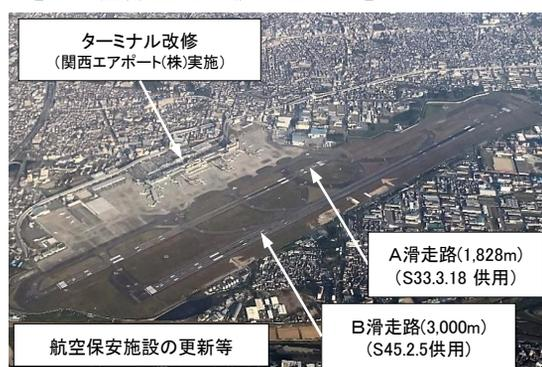 ターミナル改修
(関西エアポート(株)実施)
A滑走路(1,828m)
(S33.3.18 供用)
B滑走路(3,000m)
(S45.2.5供用)
航空保安施設の更新等